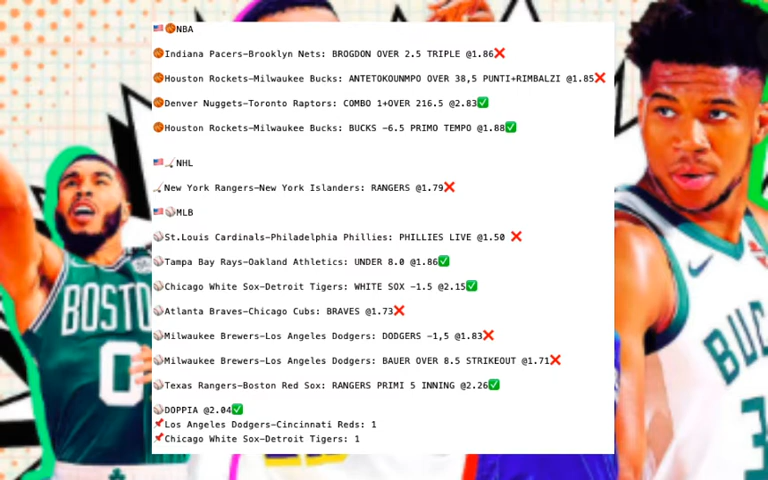 🇺🇸🏀NBA
🏀Indiana Pacers-Brooklyn Nets: BROGDON OVER 2.5 TRIPLE @1.86❌
🏀Houston Rockets-Milwaukee Bucks: ANTETOKOUNMPO OVER 38,5 PUNTI+RIMBALZI @1.85❌
🏀Denver Nuggets-Toronto Raptors: COMBO 1+OVER 216.5 @2.83✅
🏀Houston Rockets-Milwaukee Bucks: BUCKS -6.5 PRIMO TEMPO @1.88✅
🇺🇸🏒NHL
🏒New York Rangers-New York Islanders: RANGERS @1.79❌
🇺🇸⚾MLB
⚾St.Louis Cardinals-Philadelphia Phillies: PHILLIES LIVE @1.50 ❌
⚾Tampa Bay Rays-Oakland Athletics: UNDER 8.0 @1.86✅
⚾Chicago White Sox-Detroit Tigers: WHITE SOX -1.5 @2.15✅
⚾Atlanta Braves-Chicago Cubs: BRAVES @1.73❌
⚾Milwaukee Brewers-Los Angeles Dodgers: DODGERS -1,5 @1.83❌
⚾Milwaukee Brewers-Los Angeles Dodgers: BAUER OVER 8.5 STRIKEOUT @1.71❌
⚾Texas Rangers-Boston Red Sox: RANGERS PRIMI 5 INNING @2.26✅
⚾DOPPIA @2.04✅
📌Los Angeles Dodgers-Cincinnati Reds: 1
📌Chicago White Sox-Detroit Tigers: 1
BOSTO
0
BUC
3